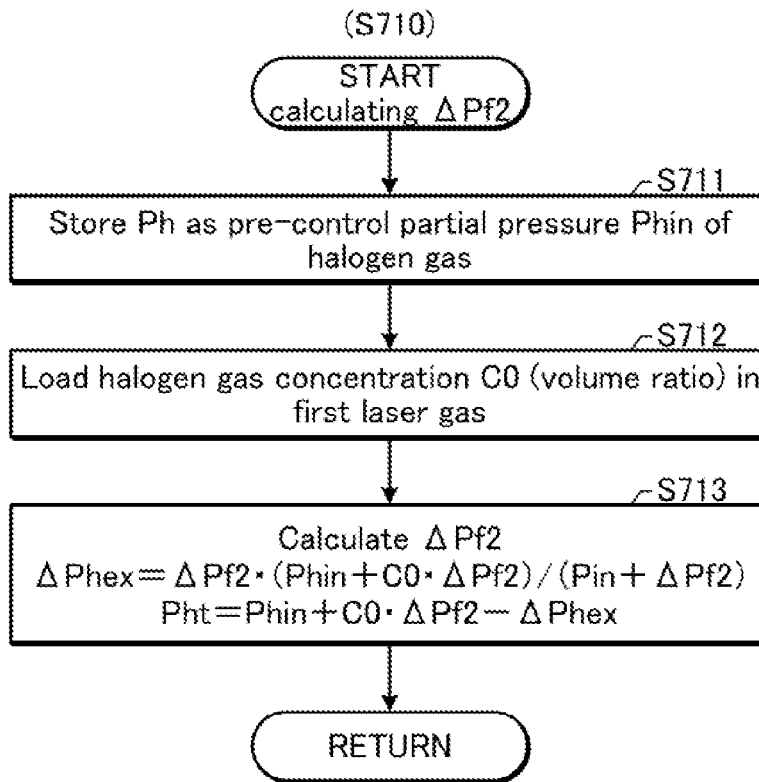 (S710)
START
calculating ΔPf2
S711
Store Ph as pre-control partial pressure Phin of
halogen gas
S712
Load halogen gas concentration C0 (volume ratio) in
first laser gas
S713
Calculate ΔPf2
ΔPhex=ΔPf2·(Phin+C0·ΔPf2)/(Pin+ΔPf2)
Pht=Phin+C0·ΔPf2−ΔPhex
RETURN